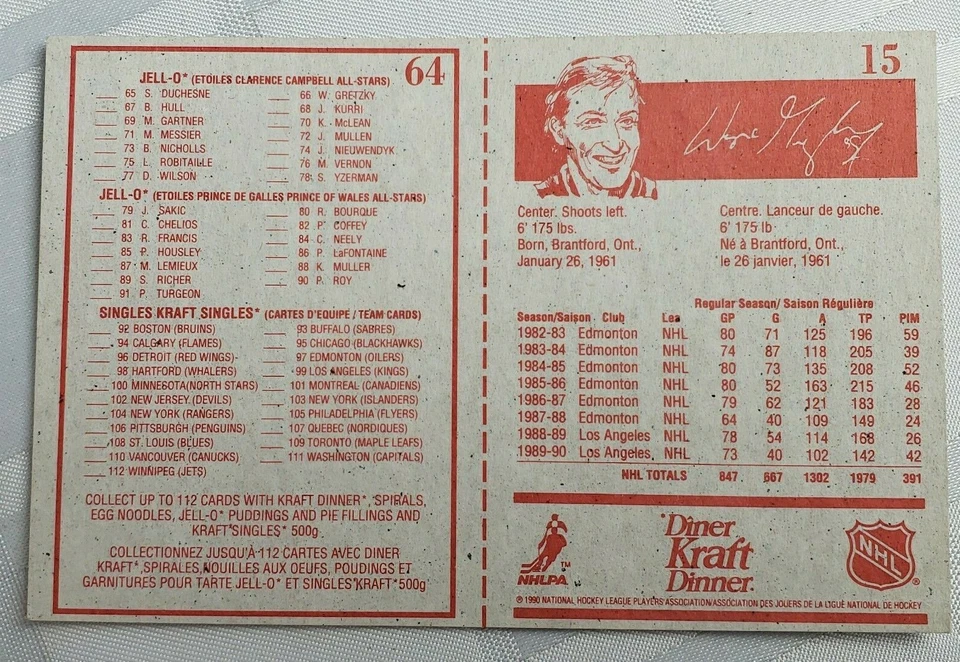 64
JELL-O* (ETOILES CLARENCE CAMPBELL ALL-STARS)
65 S. DUCHESNE 66 W. GRETZKY
67 B. HULL 68 J. KURRI
69 M. GARTNER 70 K. McLEAN
71 M. MESSIER 72 J. MULLEN
73 B. NICHOLLS 74 J. NIEUWENDYK
75 L. ROBITAILLE 76 M. VERNON
77 D. WILSON 78 S. YZERMAN
JELL-O* (ETOILES PRINCE DE GALLES PRINCE OF WALES ALL-STARS)
79 J. SAKIC 80 R. BOURQUE
81 C. CHELIOS 82 P. COFFEY
83 R. FRANCIS 84 C. NEELY
85 P. HOUSLEY 86 P. LaFONTAINE
87 M. LEMIEUX 88 K. MULLER
89 S. RICHER 90 P. ROY
91 P. TURGEON
SINGLES KRAFT SINGLES* (CARTES D'EQUIPE / TEAM CARDS)
92 BOSTON (BRUINS) 93 BUFFALO (SABRES)
94 CALGARY (FLAMES) 95 CHICAGO (BLACKHAWKS)
96 DETROIT (RED WINGS) 97 EDMONTON (OILERS)
98 HARTFORD (WHALERS) 99 LOS ANGELES (KINGS)
100 MINNESOTA(NORTH STARS) 101 MONTREAL (CANADIENS)
102 NEW JERSEY (DEVILS) 103 NEW YORK (ISLANDERS)
104 NEW YORK (RANGERS) 105 PHILADELPHIA (FLYERS)
106 PITTSBURGH (PENGUINS) 107 QUEBEC (NORDIQUES)
108 ST. LOUIS (BLUES) 109 TORONTO (MAPLE LEAFS)
110 VANCOUVER (CANUCKS) 111 WASHINGTON (CAPITALS)
112 WINNIPEG (JETS)
COLLECT UP TO 112 CARDS WITH KRAFT DINNER*, SPIRALS,
EGG NOODLES, JELL-O* PUDDINGS AND PIE FILLINGS AND
KRAFT*SINGLES* 500g
COLLECTIONNEZ JUSQU'À 112 CARTES AVEC DINER
KRAFT*, SPIRALES, NOUILLES AUX OEUFS, POUDINGS ET
GARNITURES POUR TARTE JELL-O* ET SINGLES KRAFT*500g
15
Wayne Gretzky 99
Center. Shoots left.
6' 175 lbs.
Born, Brantford, Ont.,
January 26, 1961
Centre. Lanceur de gauche.
6' 175 lb
Né à Brantford, Ont.,
le 26 janvier, 1961
Regular Season/ Saison Régulière
Season/Saison Club Lea GP G A TP PIM
1982-83 Edmonton NHL 80 71 125 196 59
1983-84 Edmonton NHL 74 87 118 205 39
1984-85 Edmonton NHL 80 73 135 208 52
1985-86 Edmonton NHL 80 52 163 215 46
1986-87 Edmonton NHL 79 62 121 183 28
1987-88 Edmonton NHL 64 40 109 149 24
1988-89 Los Angeles NHL 78 54 114 168 26
1989-90 Los Angeles NHL 73 40 102 142 42
NHL TOTALS 847 667 1302 1979 391
NHLPA TM
Diner
Kraft
Dinner
NHL ®
® 1990 NATIONAL HOCKEY LEAGUE PLAYERS ASSOCIATION/ASSOCIATION DES JOUERS DE LA LIGUE NATIONAL DE HOCKEY